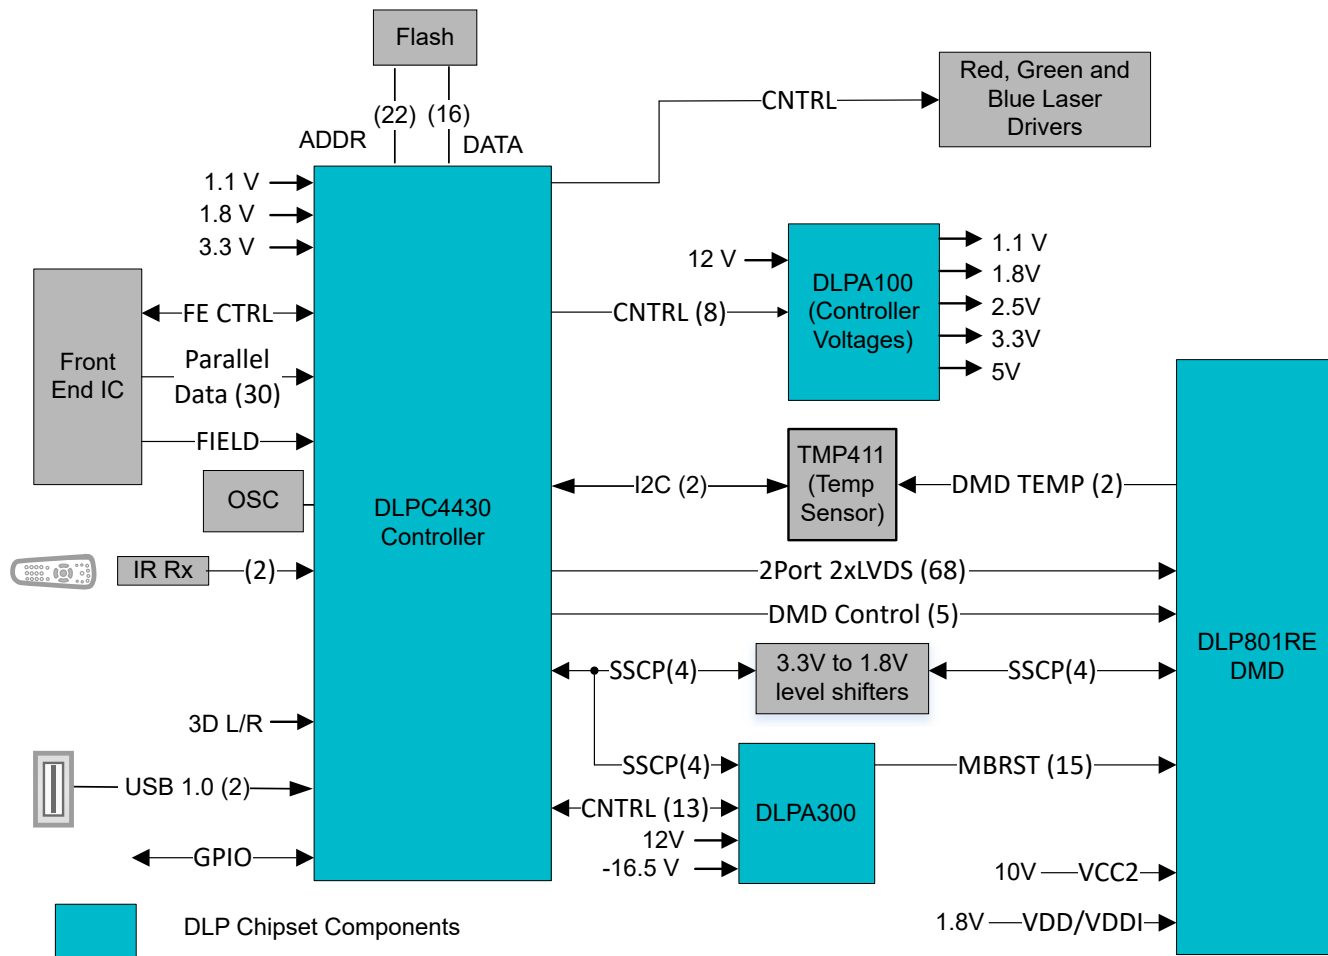 Flash
(22)
(16)
ADDR
DATA
CNTRL
Red, Green and
Blue Laser
Drivers
1.1 V
1.8 V
3.3 V
12 V
DLPA100
(Controller
Voltages)
1.1 V
1.8V
2.5V
3.3V
5V
CNTRL (8)
Front
End IC
FE CTRL
Parallel
Data (30)
FIELD
OSC
DLPC4430
Controller
I2C (2)
TMP411
(Temp
Sensor)
DMD TEMP (2)
IR Rx
(2)
2Port 2xLVDS (68)
DMD Control (5)
DLP801RE
DMD
SSCP(4)
3.3V to 1.8V
level shifters
SSCP(4)
3D L/R
SSCP(4)
DLPA300
MBRST (15)
USB 1.0 (2)
CNTRL (13)
12V
-16.5 V
GPIO
10V
VCC2
1.8V
VDD/VDDI
DLP Chipset Components